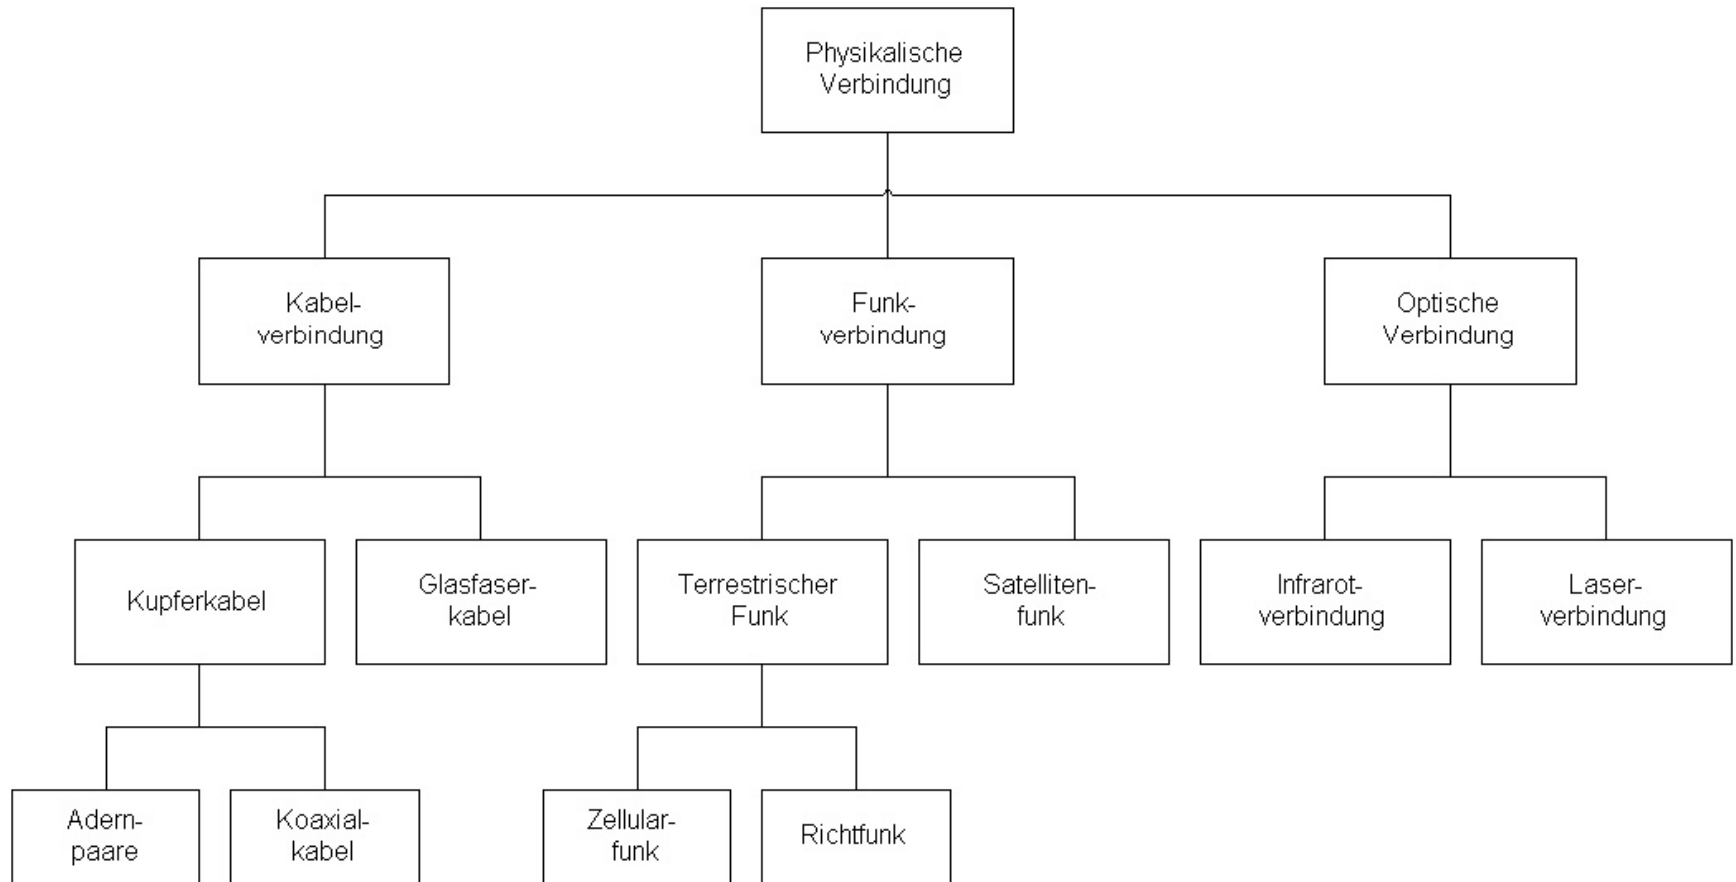 Physikalische
Verbindung
Kabel-
verbindung
Funk-
verbindung
Optische
Verbindung
Kupferkabel
Glasfaser-
kabel
Terrestrischer
Funk
Satelliten-
funk
Infrarot-
verbindung
Laser-
verbindung
Adern-
paare
Koaxial-
kabel
Zellular-
funk
Richtfunk